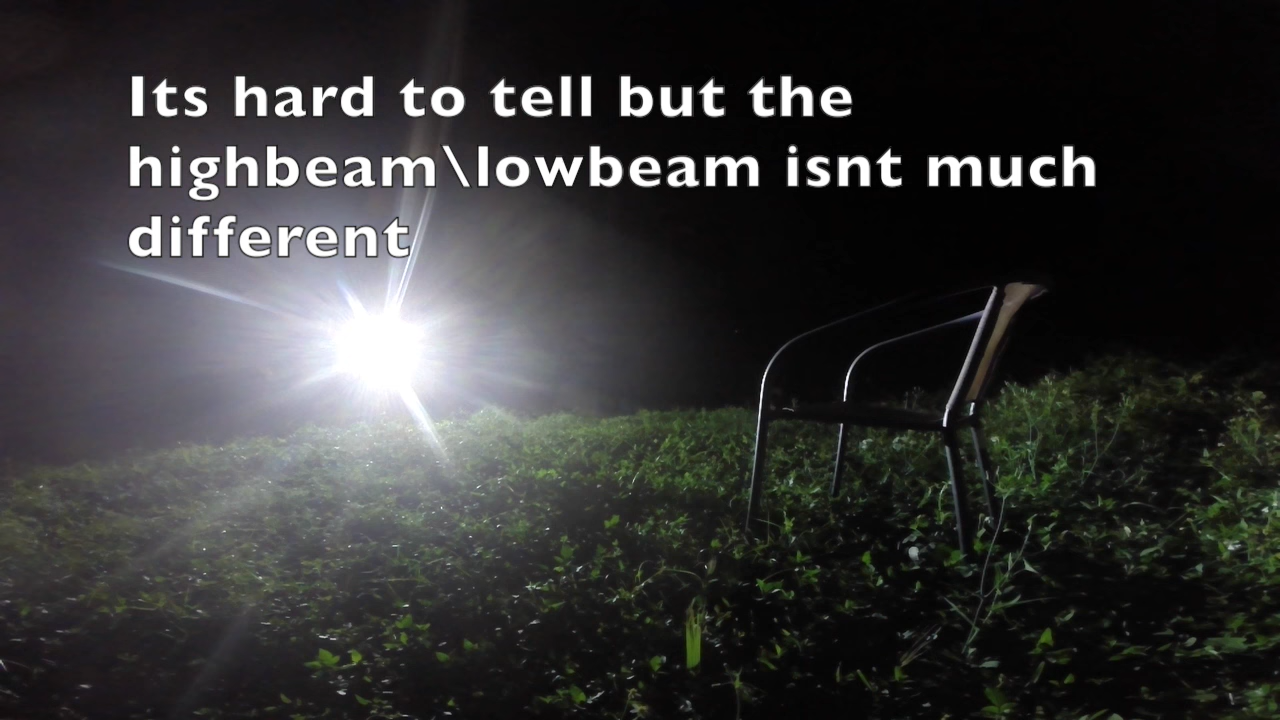 Its hard to tell but the
highbeam\lowbeam isnt much
different